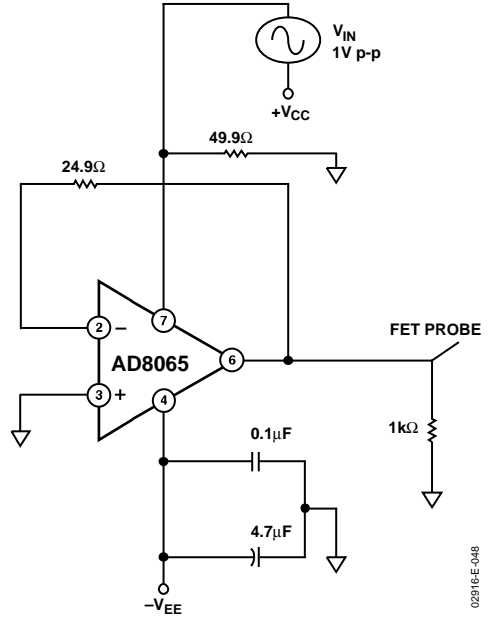 V_IN
1V p-p
+V_CC
49.9Ω
24.9Ω
7
2
–
AD8065
6
FET PROBE
3
+
4
1kΩ
0.1μF
4.7μF
–V_EE
02916-E-048